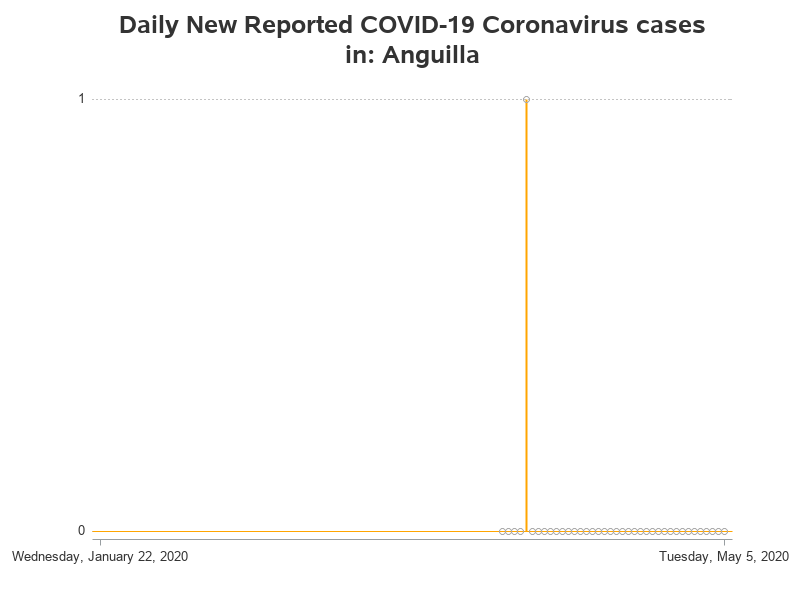 Daily New Reported COVID-19 Coronavirus cases
in: Anguilla
1
0
Wednesday, January 22, 2020
Tuesday, May 5, 2020